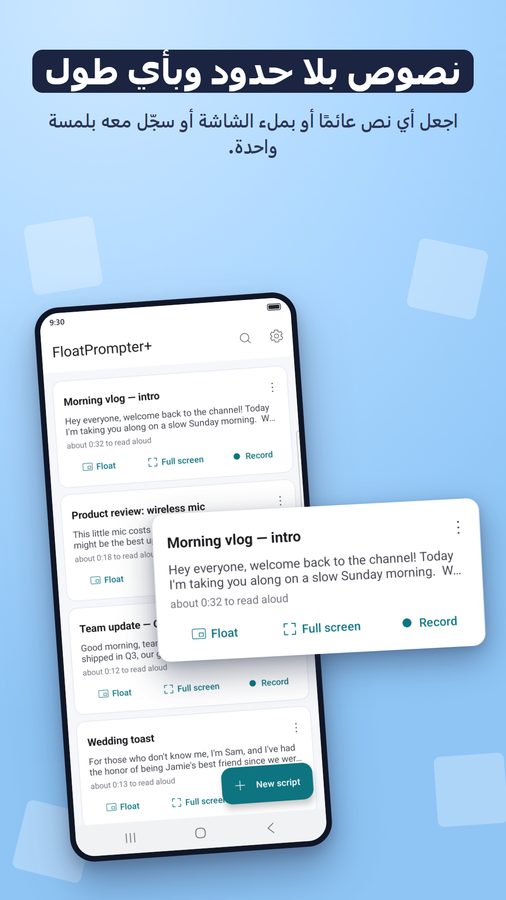 نصوص بلا حدود وبأي طول
اجعل أي نص عائمًا أو بملء الشاشة أو سجّل معه بلمسة
واحدة.
9:30
FloatPrompter+
Morning vlog — intro
Hey everyone, welcome back to the channel! Today
I'm taking you along on a slow Sunday morning. W...
about 0:32 to read aloud
Float
Full screen
Record
Product review: wireless mic
This little mic costs
might be the best
about 0:18 to read
Float
Morning vlog — intro
Hey everyone, welcome back to the channel! Today
I'm taking you along on a slow Sunday morning. W...
about 0:32 to read aloud
Float
Full screen
Record
Team update —
Good morning,
shipped in Q3, our
about 0:12 to read aloud
Float
Full screen
Record
Wedding toast
For those who don't know me, I'm Sam, and I've had
the honor of being Jamie's best friend since we wer...
about 0:13 to read aloud
Float
Full screen
New script